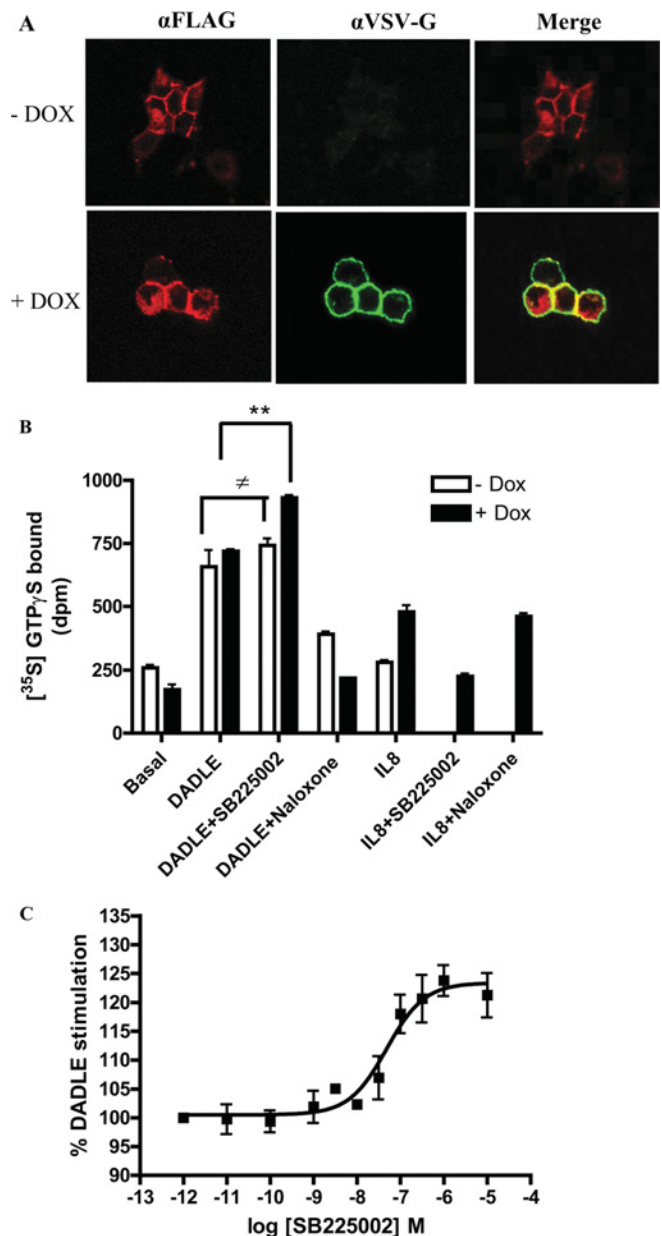 A
αFLAG αVSV-G Merge
- DOX
+ DOX
B
** 
≠
- Dox
+ Dox
1000
750
500
250
0
[³⁵S] GTPγS bound
(dpm)
Basal
DADLE
DADLE+SB225002
DADLE+Naloxone
IL8
IL8+SB225002
IL8+Naloxone
C
135
130
125
120
115
110
105
100
95
90
% DADLE stimulation
-13 -12 -11 -10 -9 -8 -7 -6 -5 -4
log [SB225002] M